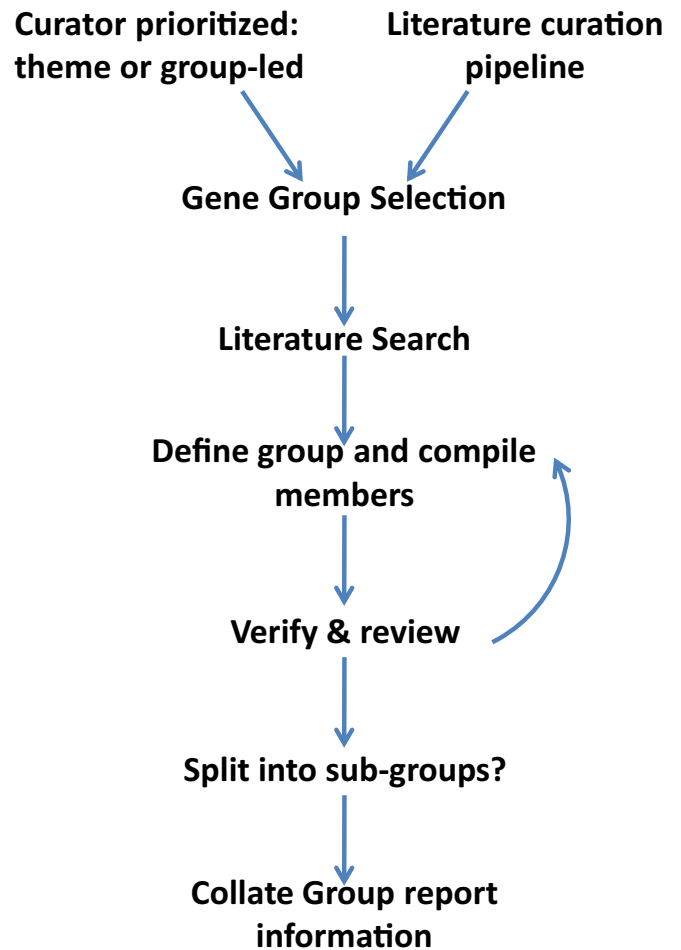 Curator prioritized:
theme or group-led
Literature curation
pipeline
Gene Group Selection
Literature Search
Define group and compile
members
Verify & review
Split into sub-groups?
Collate Group report
information